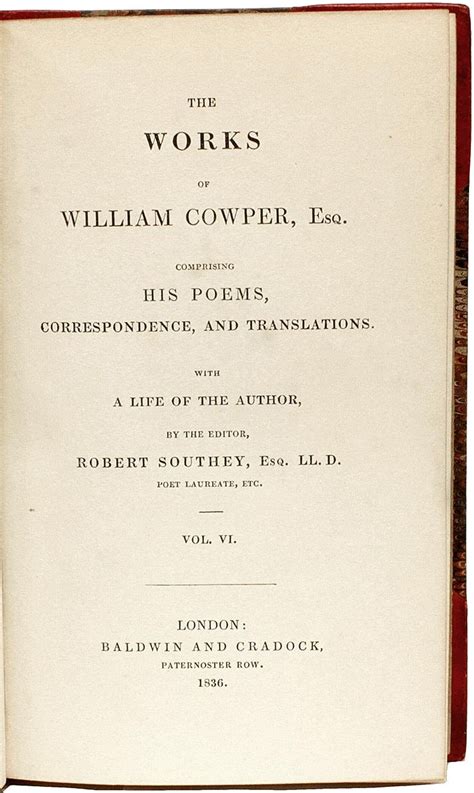 THE
WORKS
OF
WILLIAM COWPER, Esq.
COMPRISING
HIS POEMS,
CORRESPONDENCE, AND TRANSLATIONS.
WITH
A LIFE OF THE AUTHOR,
BY THE EDITOR,
ROBERT SOUTHEY, Esq. LL. D.
POET LAUREATE, ETC.
VOL. VI.
LONDON:
BALDWIN AND CRADOCK,
PATERNOSTER ROW.
1836.